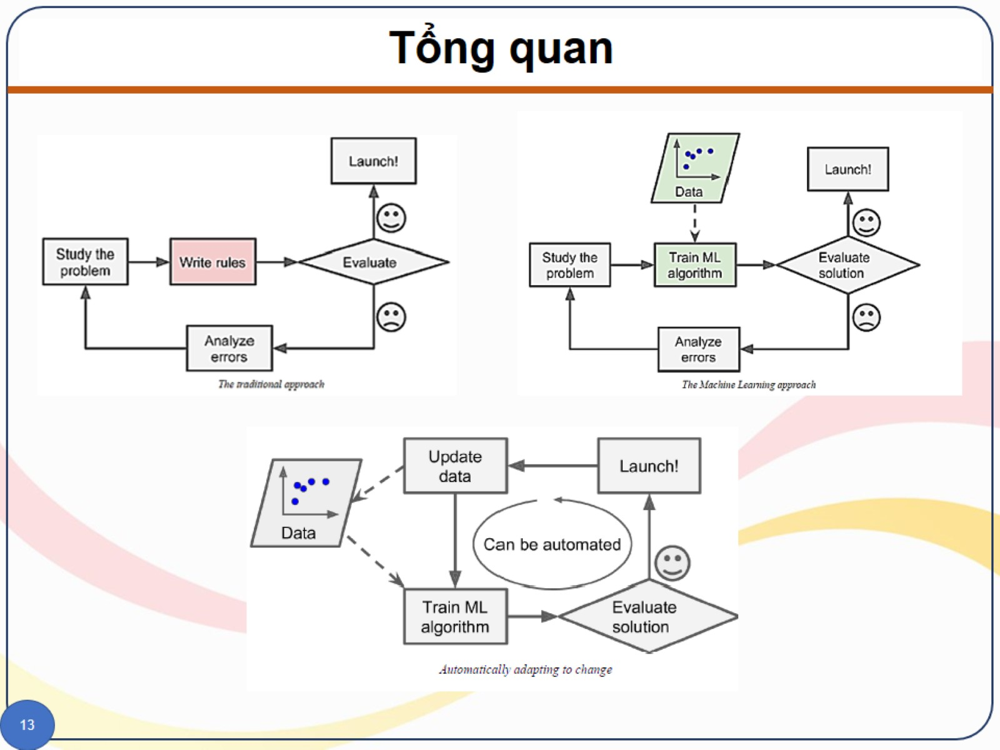 Tổng quan
Launch!
Study the
problem
Write rules
Evaluate
Analyze
errors
The traditional approach
Data
Launch!
Study the
problem
Train ML
algorithm
Evaluate
solution
Analyze
errors
The Machine Learning approach
Update
data
Launch!
Data
Can be automated
Train ML
algorithm
Evaluate
solution
Automatically adapting to change
13